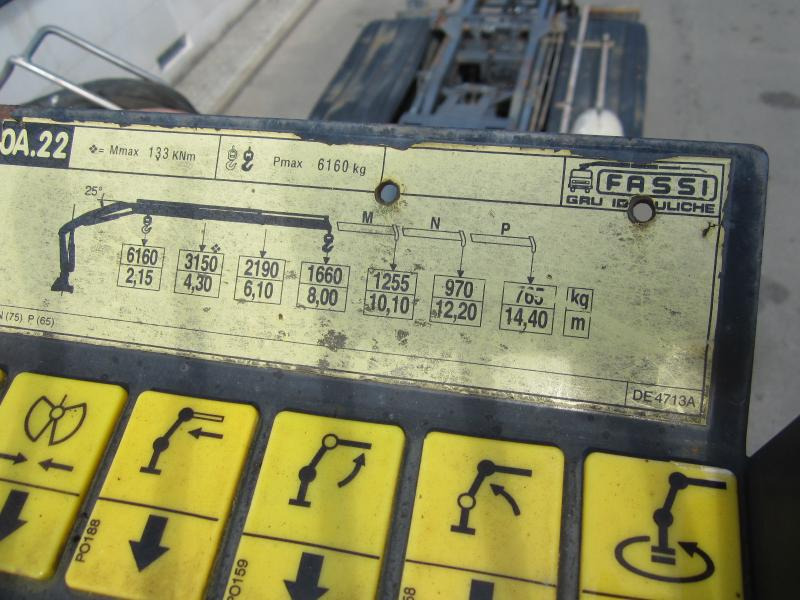 0A.22
= Mmax 133 KNm
Pmax 6160 kg
FASSI
GRU IDRAULICHE
25°
M N P
6160 3150 2190 1660 1255 970 765 kg
2,15 4,30 6,10 8,00 10,10 12,20 14,40 m
(75) P (65)
DE 4713A
PO188
PO159